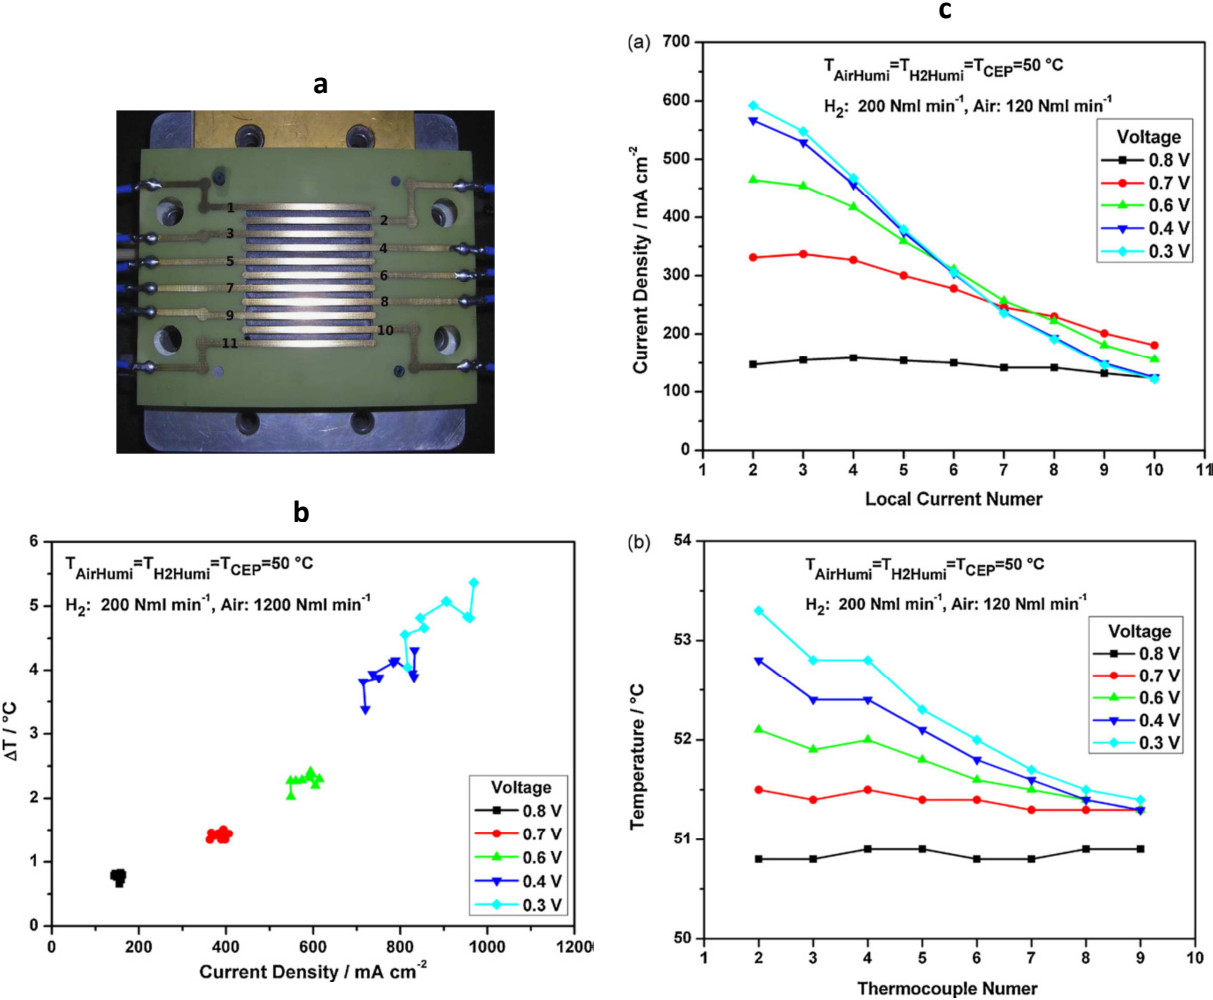 a
1
2
3
4
5
6
7
8
9
10
11
b
6
5
4
3
2
1
0
ΔT / °C
T_AirHumi=T_H2Humi=T_CEP=50 °C
H2: 200 Nml min-1, Air: 1200 Nml min-1
Voltage
0.8 V
0.7 V
0.6 V
0.4 V
0.3 V
0 200 400 600 800 1000 1200
Current Density / mA cm-2
c
(a)
700
600
500
400
300
200
100
0
Current Density / mA cm-2
T_AirHumi=T_H2Humi=T_CEP=50 °C
H2: 200 Nml min-1, Air: 120 Nml min-1
Voltage
0.8 V
0.7 V
0.6 V
0.4 V
0.3 V
1 2 3 4 5 6 7 8 9 10 11
Local Current Numer
(b)
54
53
52
51
50
Temperature / °C
T_AirHumi=T_H2Humi=T_CEP=50 °C
H2: 200 Nml min-1, Air: 120 Nml min-1
Voltage
0.8 V
0.7 V
0.6 V
0.4 V
0.3 V
1 2 3 4 5 6 7 8 9 10
Thermocouple Numer